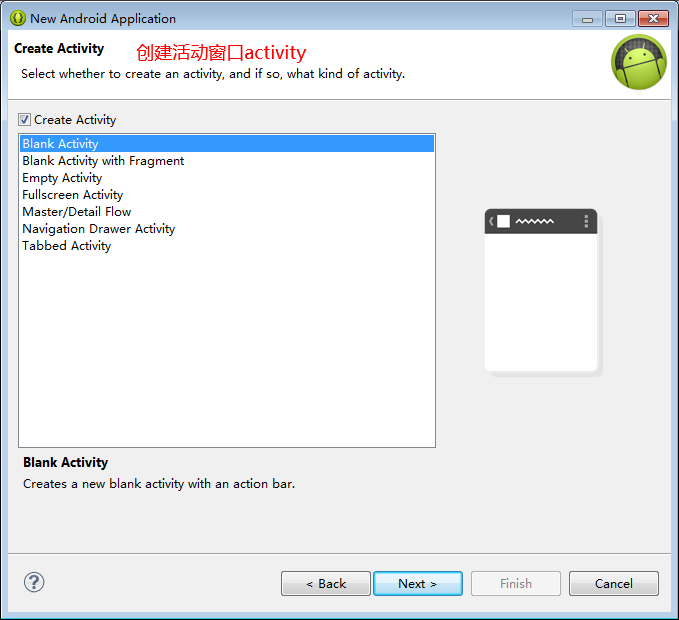 New Android Application
Create Activity
创建活动窗口activity
Select whether to create an activity, and if so, what kind of activity.
Create Activity
Blank Activity
Blank Activity with Fragment
Empty Activity
Fullscreen Activity
Master/Detail Flow
Navigation Drawer Activity
Tabbed Activity
Blank Activity
Creates a new blank activity with an action bar.
?
< Back
Next >
Finish
Cancel